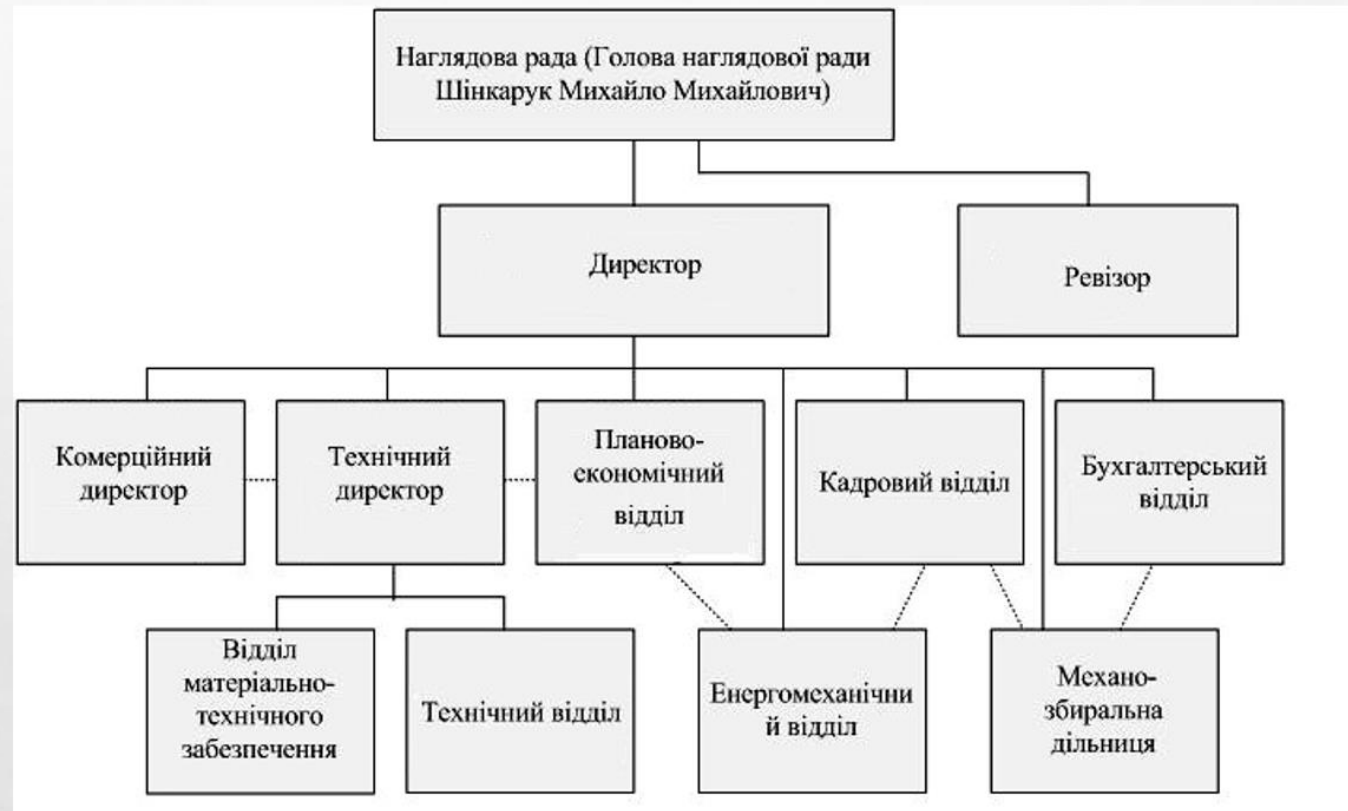 Наглядова рада (Голова наглядової ради
Шінкарук Михайло Михайлович)
Директор
Ревізор
Комерційний
директор
Технічний
директор
Планово-
економічний
відділ
Кадровий відділ
Бухгалтерський
відділ
Відділ
матеріально-
технічного
забезпечення
Технічний відділ
Енергомеханічни
й відділ
Механо-
збиральна
дільниця